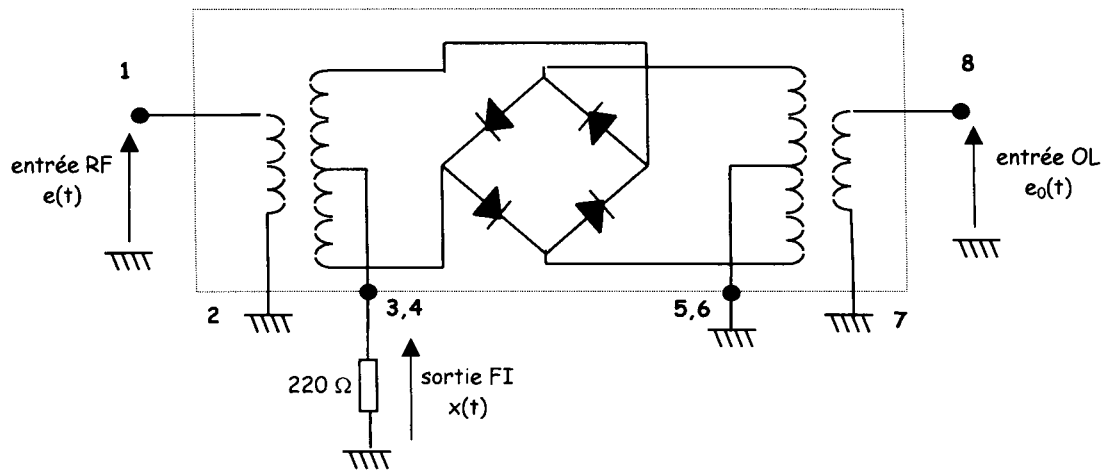 1
8
entrée RF
e(t)
entrée OL
e₀(t)
2
3,4
5,6
7
220 Ω
sortie FI
x(t)